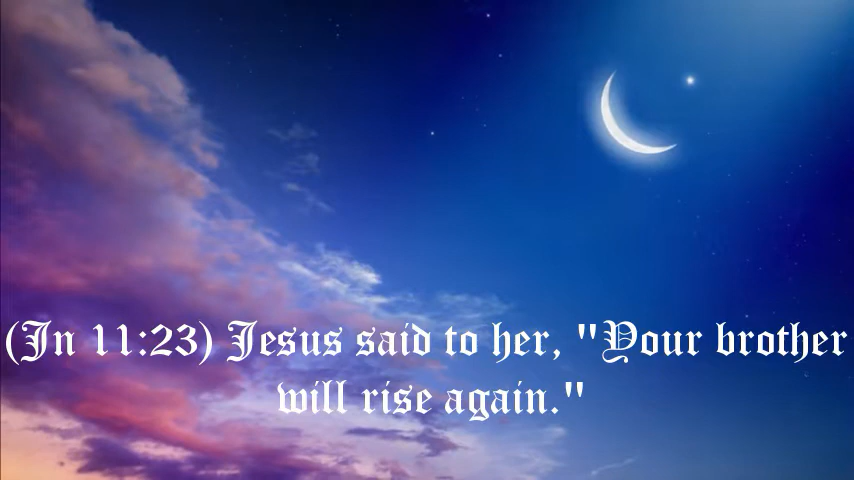 (Jn 11:23) Jesus said to her, "Your brother
will rise again."